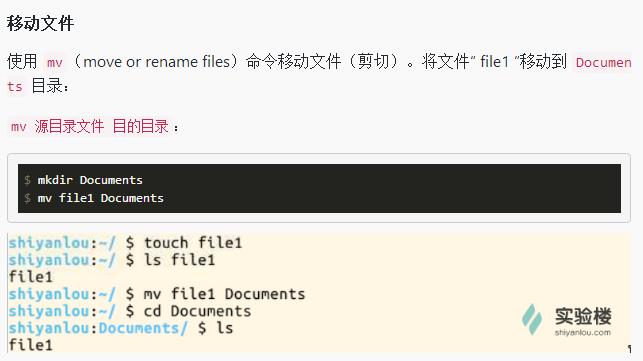 移动文件
使用 mv（move or rename files）命令移动文件（剪切）。将文件“ file1 ”移动到 Documen
ts 目录：
mv 源目录文件 目的目录：
$ mkdir Documents
$ mv file1 Documents
shiyanlou:~/ $ touch file1
shiyanlou:~/ $ ls file1
file1
shiyanlou:~/ $ mv file1 Documents
shiyanlou:~/ $ cd Documents
shiyanlou:Documents/ $ ls
file1
实验楼
shiyanlou.com